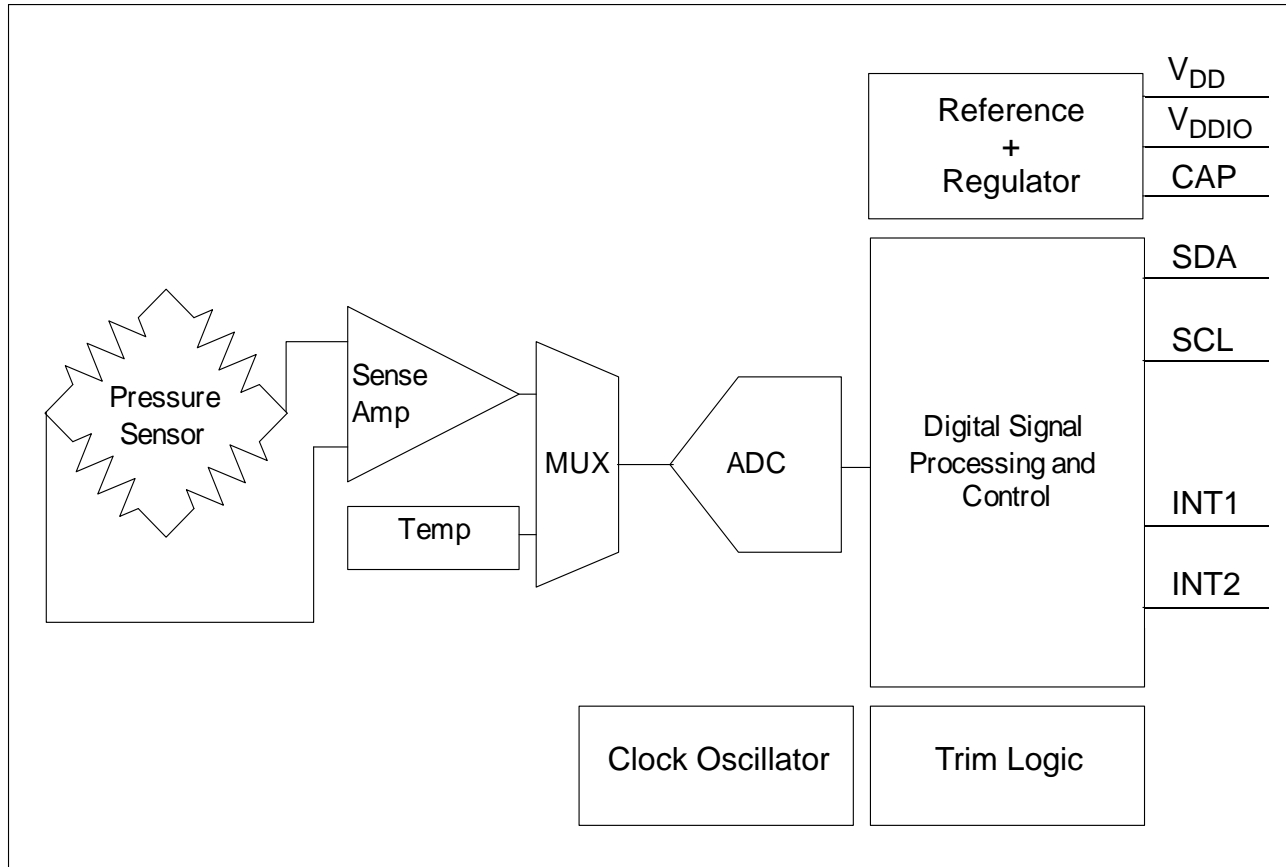 Reference
+
Regulator
VDD
VDDIO
CAP
Pressure
Sensor
Sense
Amp
Temp
MUX
ADC
Digital Signal
Processing and
Control
SDA
SCL
INT1
INT2
Clock Oscillator
Trim Logic